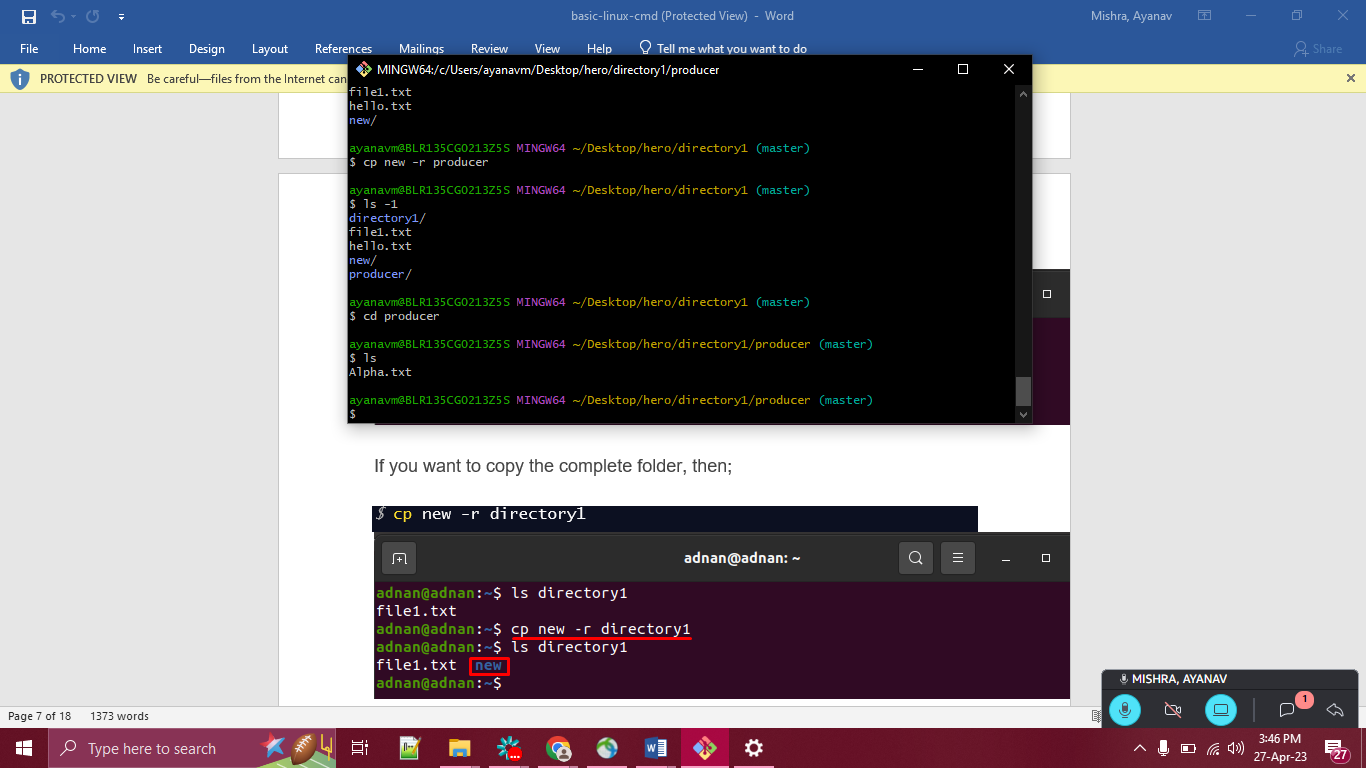 basic-linux-cmd (Protected View) - Word
Mishra, Ayanav
File Home Insert Design Layout References Mailings Review View Help Tell me what you want to do Share
PROTECTED VIEW Be careful—files from the Internet can
MINGW64:/c/Users/ayanavm/Desktop/hero/directory1/producer
file1.txt
hello.txt
new/
ayanavm@BLR135CG0213Z5S MINGW64 ~/Desktop/hero/directory1 (master)
$ cp new -r producer
ayanavm@BLR135CG0213Z5S MINGW64 ~/Desktop/hero/directory1 (master)
$ ls -1
directory1/
file1.txt
hello.txt
new/
producer/
ayanavm@BLR135CG0213Z5S MINGW64 ~/Desktop/hero/directory1 (master)
$ cd producer
ayanavm@BLR135CG0213Z5S MINGW64 ~/Desktop/hero/directory1/producer (master)
$ ls
Alpha.txt
ayanavm@BLR135CG0213Z5S MINGW64 ~/Desktop/hero/directory1/producer (master)
$
If you want to copy the complete folder, then;
$ cp new -r directory1
adnan@adnan: ~
adnan@adnan:~$ ls directory1
file1.txt
adnan@adnan:~$ cp new -r directory1
adnan@adnan:~$ ls directory1
file1.txt new
adnan@adnan:~$
MISHRA, AYANAV
1
Page 7 of 18 1373 words
Type here to search
3:46 PM
27-Apr-23
27